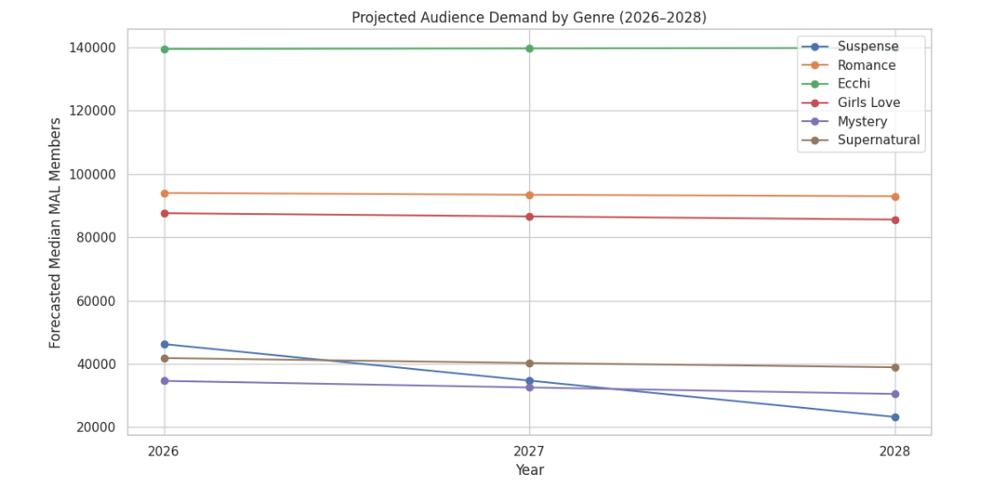 Projected Audience Demand by Genre (2026–2028)
Forecasted Median MAL Members
140000
120000
100000
80000
60000
40000
20000
Suspense
Romance
Ecchi
Girls Love
Mystery
Supernatural
2026
2027
2028
Year